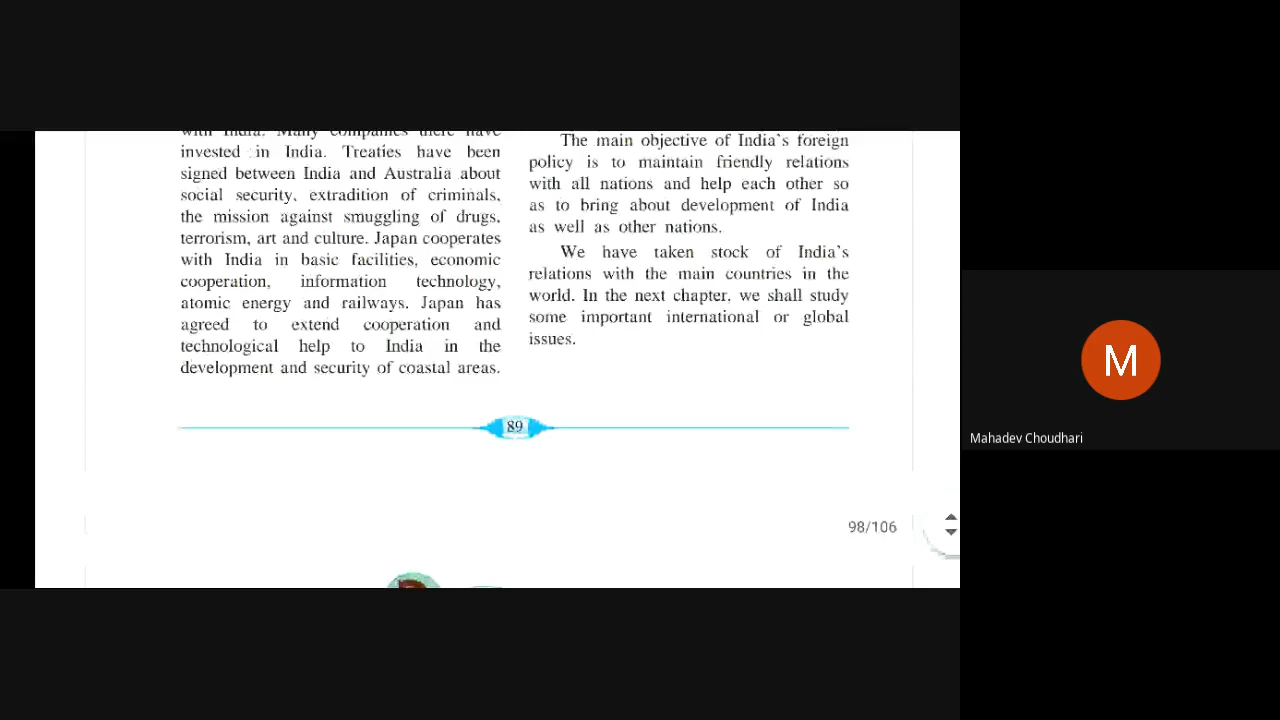 with India. Many companies there have
invested in India. Treaties have been
signed between India and Australia about
social security, extradition of criminals,
the mission against smuggling of drugs,
terrorism, art and culture. Japan cooperates
with India in basic facilities, economic
cooperation, information technology,
atomic energy and railways. Japan has
agreed to extend cooperation and
technological help to India in the
development and security of coastal areas.
The main objective of India's foreign
policy is to maintain friendly relations
with all nations and help each other so
as to bring about development of India
as well as other nations.
We have taken stock of India's
relations with the main countries in the
world. In the next chapter, we shall study
some important international or global
issues.
89
98/106
M
Mahadev Choudhari